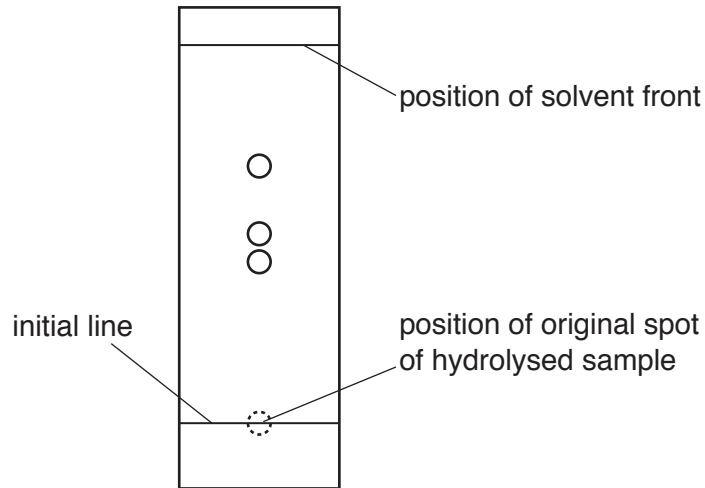 position of solvent front
initial line
position of original spot
of hydrolysed sample